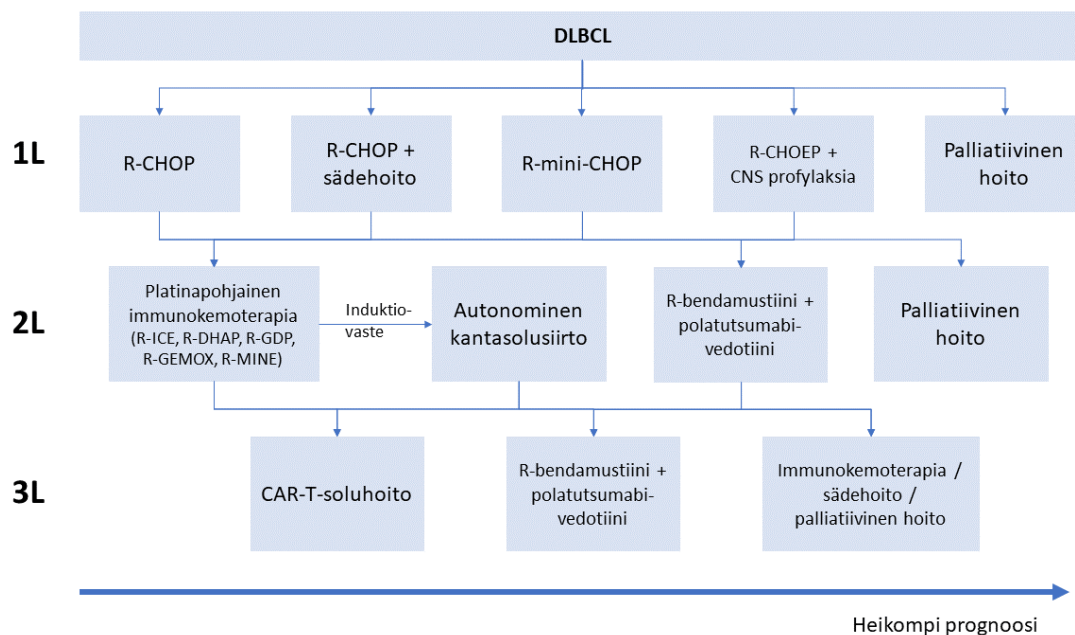 DLBCL
1L
R-CHOP
R-CHOP +
sädehoito
R-mini-CHOP
R-CHOEP +
CNS profylaksia
Palliatiivinen
hoito
2L
Platinapohjainen
immunokemoterapia
(R-ICE, R-DHAP, R-GDP,
R-GEMOX, R-MINE)
Induktio-
vaste
Autonominen
kantasolusiirto
R-bendamustiini +
polatutsumabi-
vedotiini
Palliatiivinen
hoito
3L
CAR-T-soluhoito
R-bendamustiini +
polatutsumabi-
vedotiini
Immunokemoterapia /
sädehoito /
palliatiivinen hoito
Heikompi prognoosi